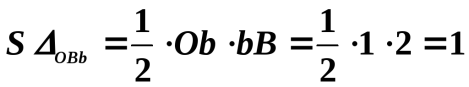 S Δ_OBb = 1/2 ·Ob ·bB = 1/2 ·1 ·2 = 1